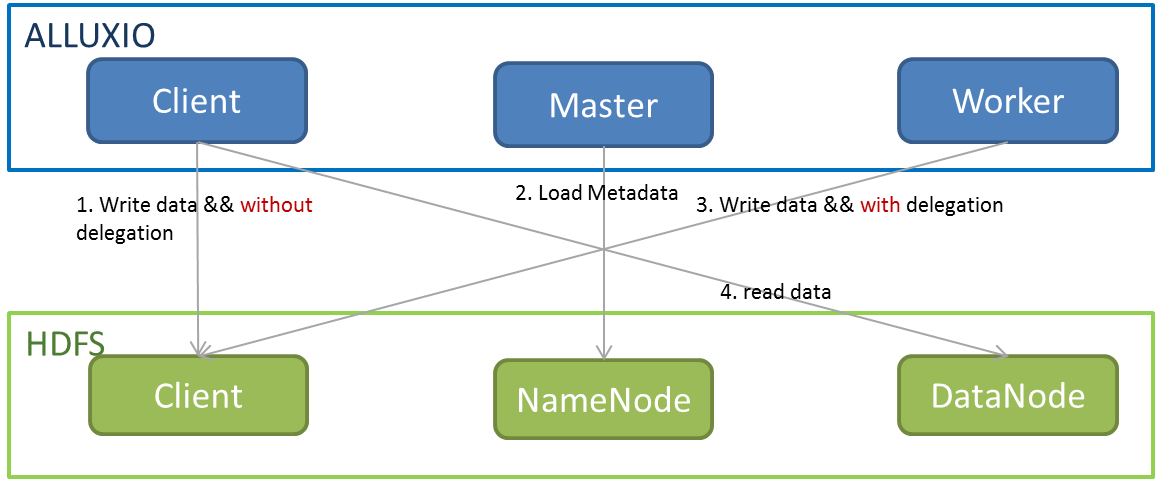 ALLUXIO
Client
Master
Worker
1. Write data && without
delegation
2. Load Metadata
3. Write data && with delegation
4. read data
HDFS
Client
NameNode
DataNode